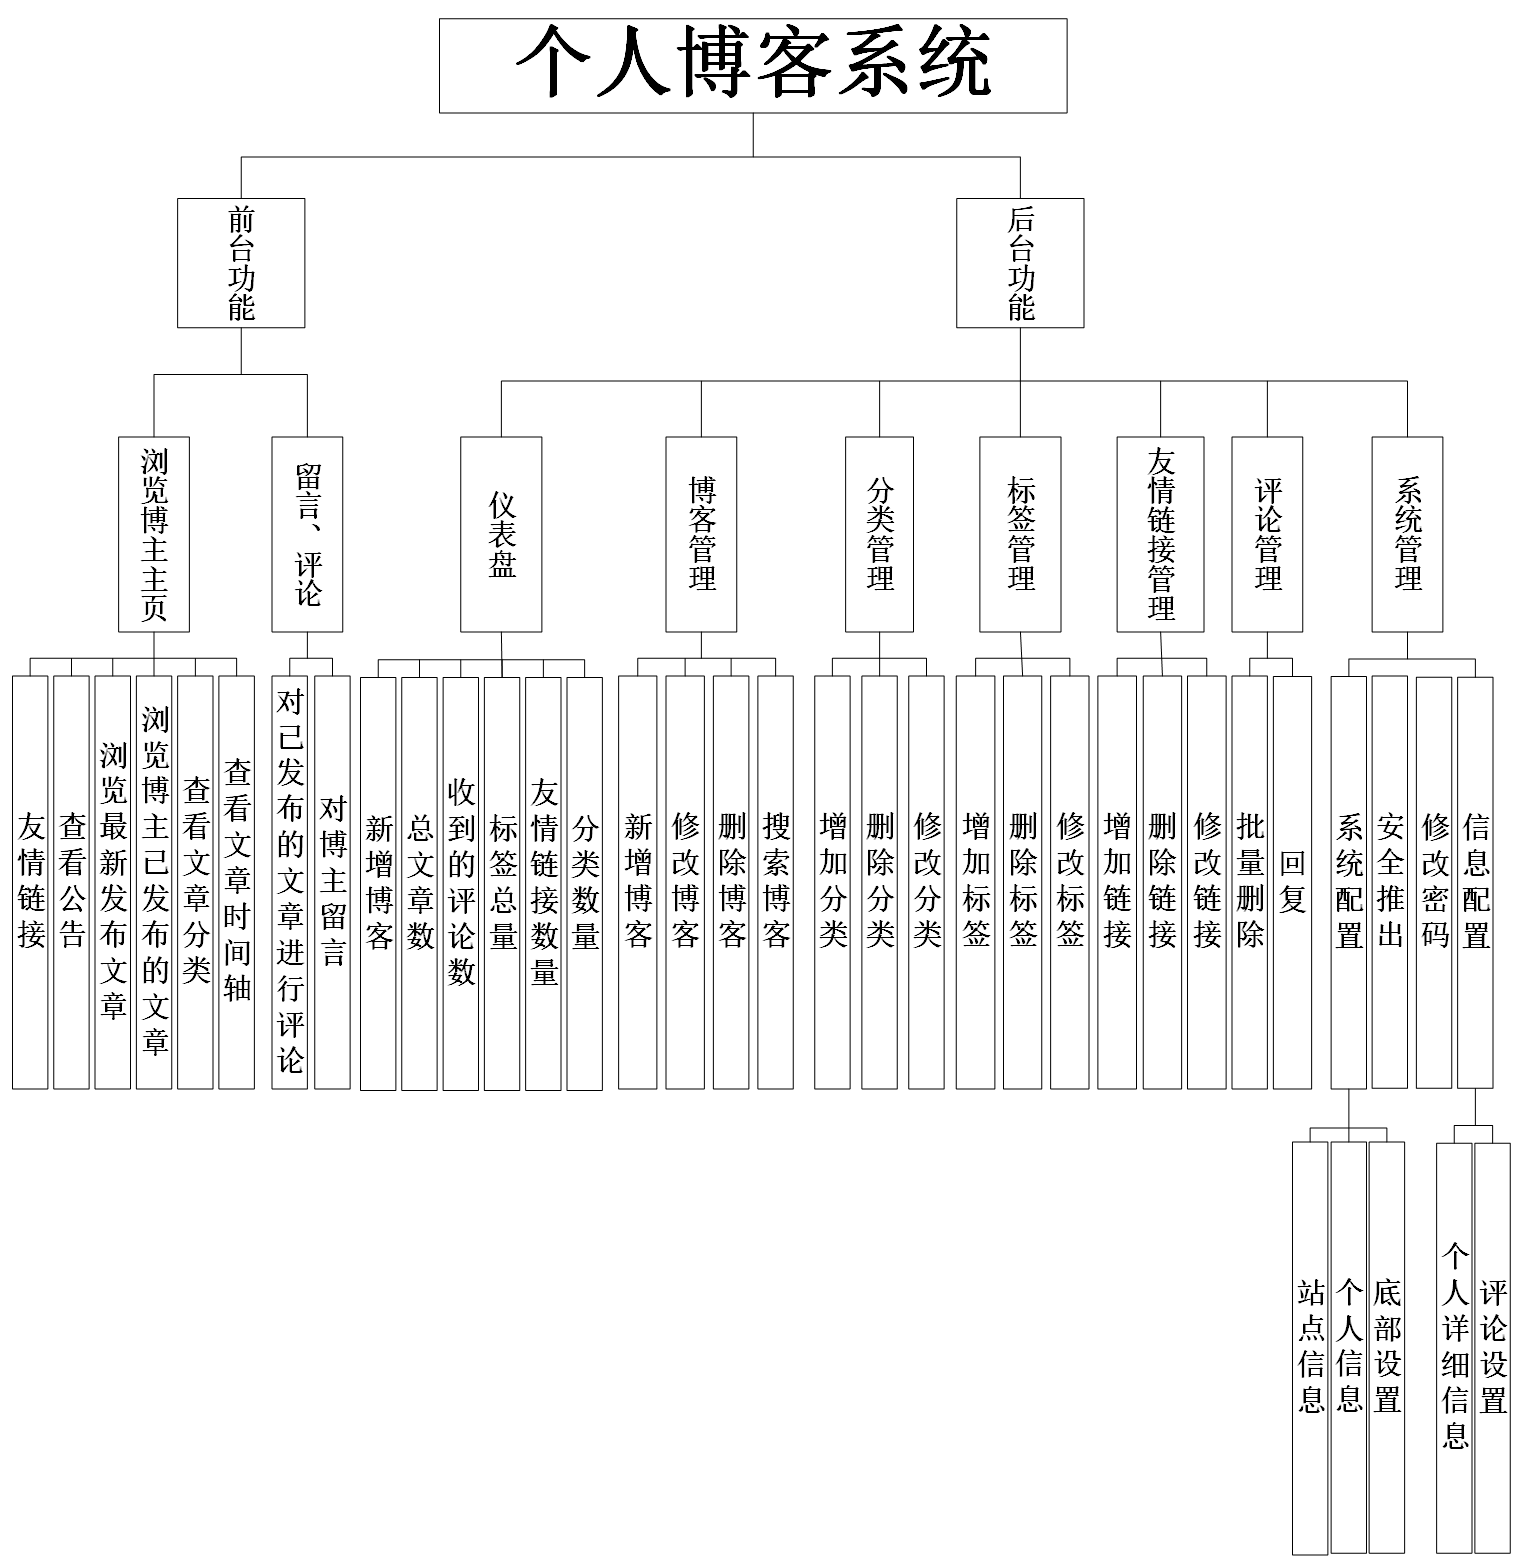 个人博客系统
前台功能
后台功能
浏览博主主页
留言、评论
仪表盘
博客管理
分类管理
标签管理
友情链接管理
评论管理
系统管理
友情链接
查看公告
浏览最新发布文章
浏览博主已发布的文章
查看文章分类
查看文章时间轴
对已发布的文章进行评论
对博主留言
新增博客
总文章数
收到的评论数
标签总量
友情链接数量
分类数量
新增博客
修改博客
删除博客
搜索博客
增加分类
删除分类
修改分类
增加标签
删除标签
修改标签
增加链接
删除链接
修改链接
批量删除
回复
系统配置
安全推出
修改密码
信息配置
站点信息
个人信息
底部设置
个人详细信息
评论设置